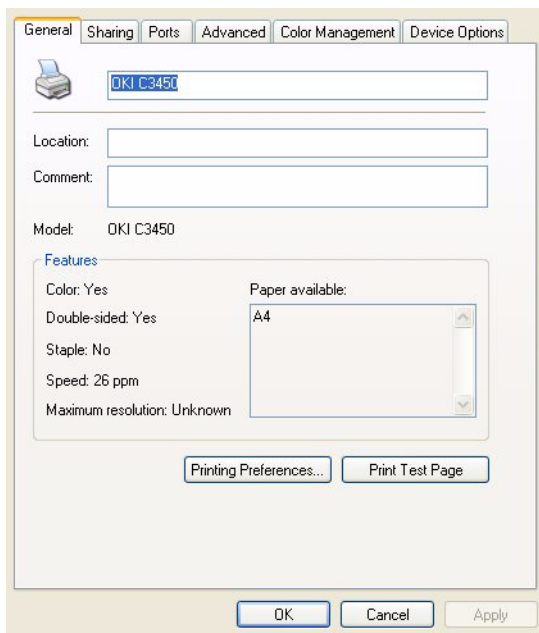 General Sharing Ports Advanced Color Management Device Options
OKI C3450
Location:
Comment:
Model: OKI C3450
Features
Color: Yes Paper available:
Double-sided: Yes A4
Staple: No
Speed: 26 ppm
Maximum resolution: Unknown
Printing Preferences... Print Test Page
OK Cancel Apply